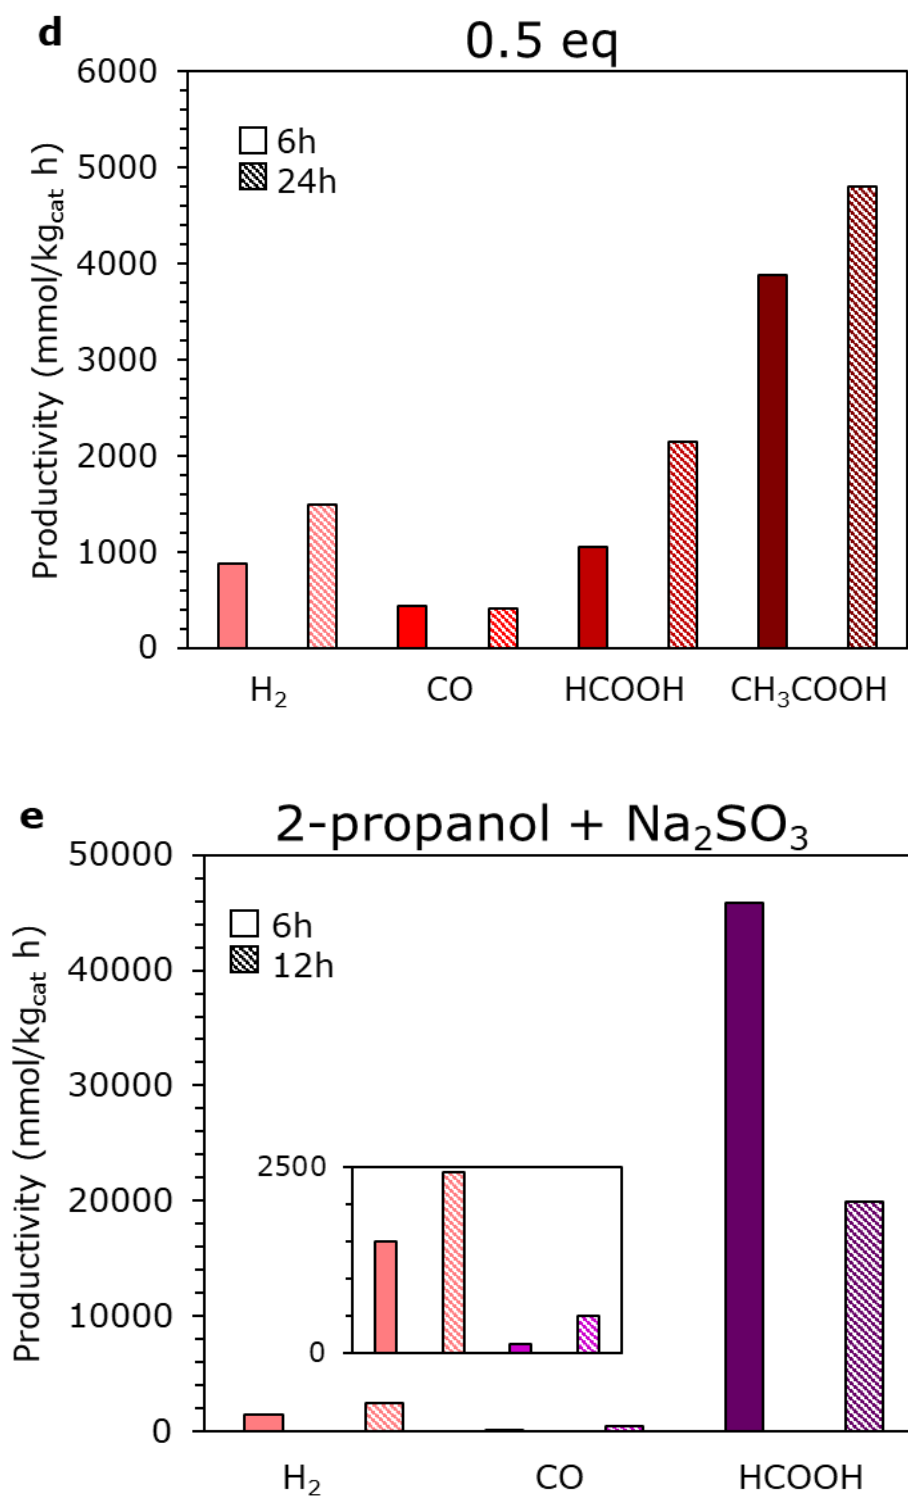 d
0.5 eq
6000
5000
4000
3000
2000
1000
0
Productivity (mmol/kgcat h)
6h
24h
H2
CO
HCOOH
CH3COOH
e
2-propanol + Na2SO3
50000
40000
30000
20000
10000
0
Productivity (mmol/kgcat h)
6h
12h
2500
0
H2
CO
HCOOH